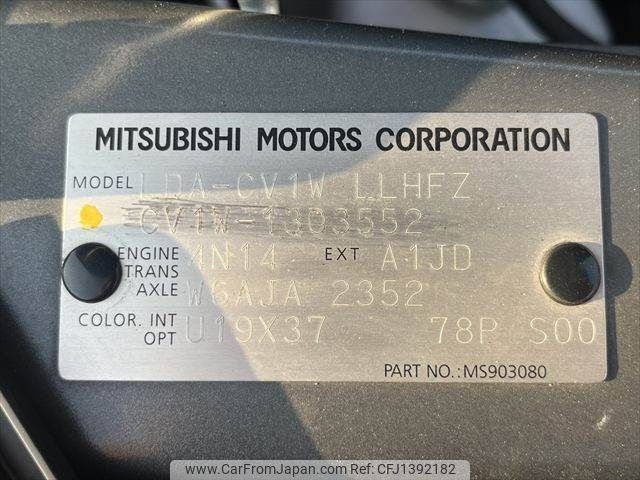 MITSUBISHI MOTORS CORPORATION
MODEL LDA-CV1W LLHFZ
CV1W-1303552
ENGINE 4N14 EXT A1JD
TRANS
AXLE W6AJA 2352
COLOR. INT U19X37 78P S00
OPT
PART NO.:MS903080
www.CarFromJapan.com | ID: CFJ1392182